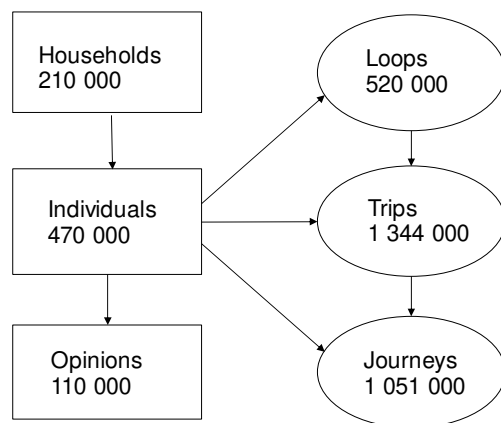 Households
210 000
Loops
520 000
Individuals
470 000
Trips
1 344 000
Opinions
110 000
Journeys
1 051 000